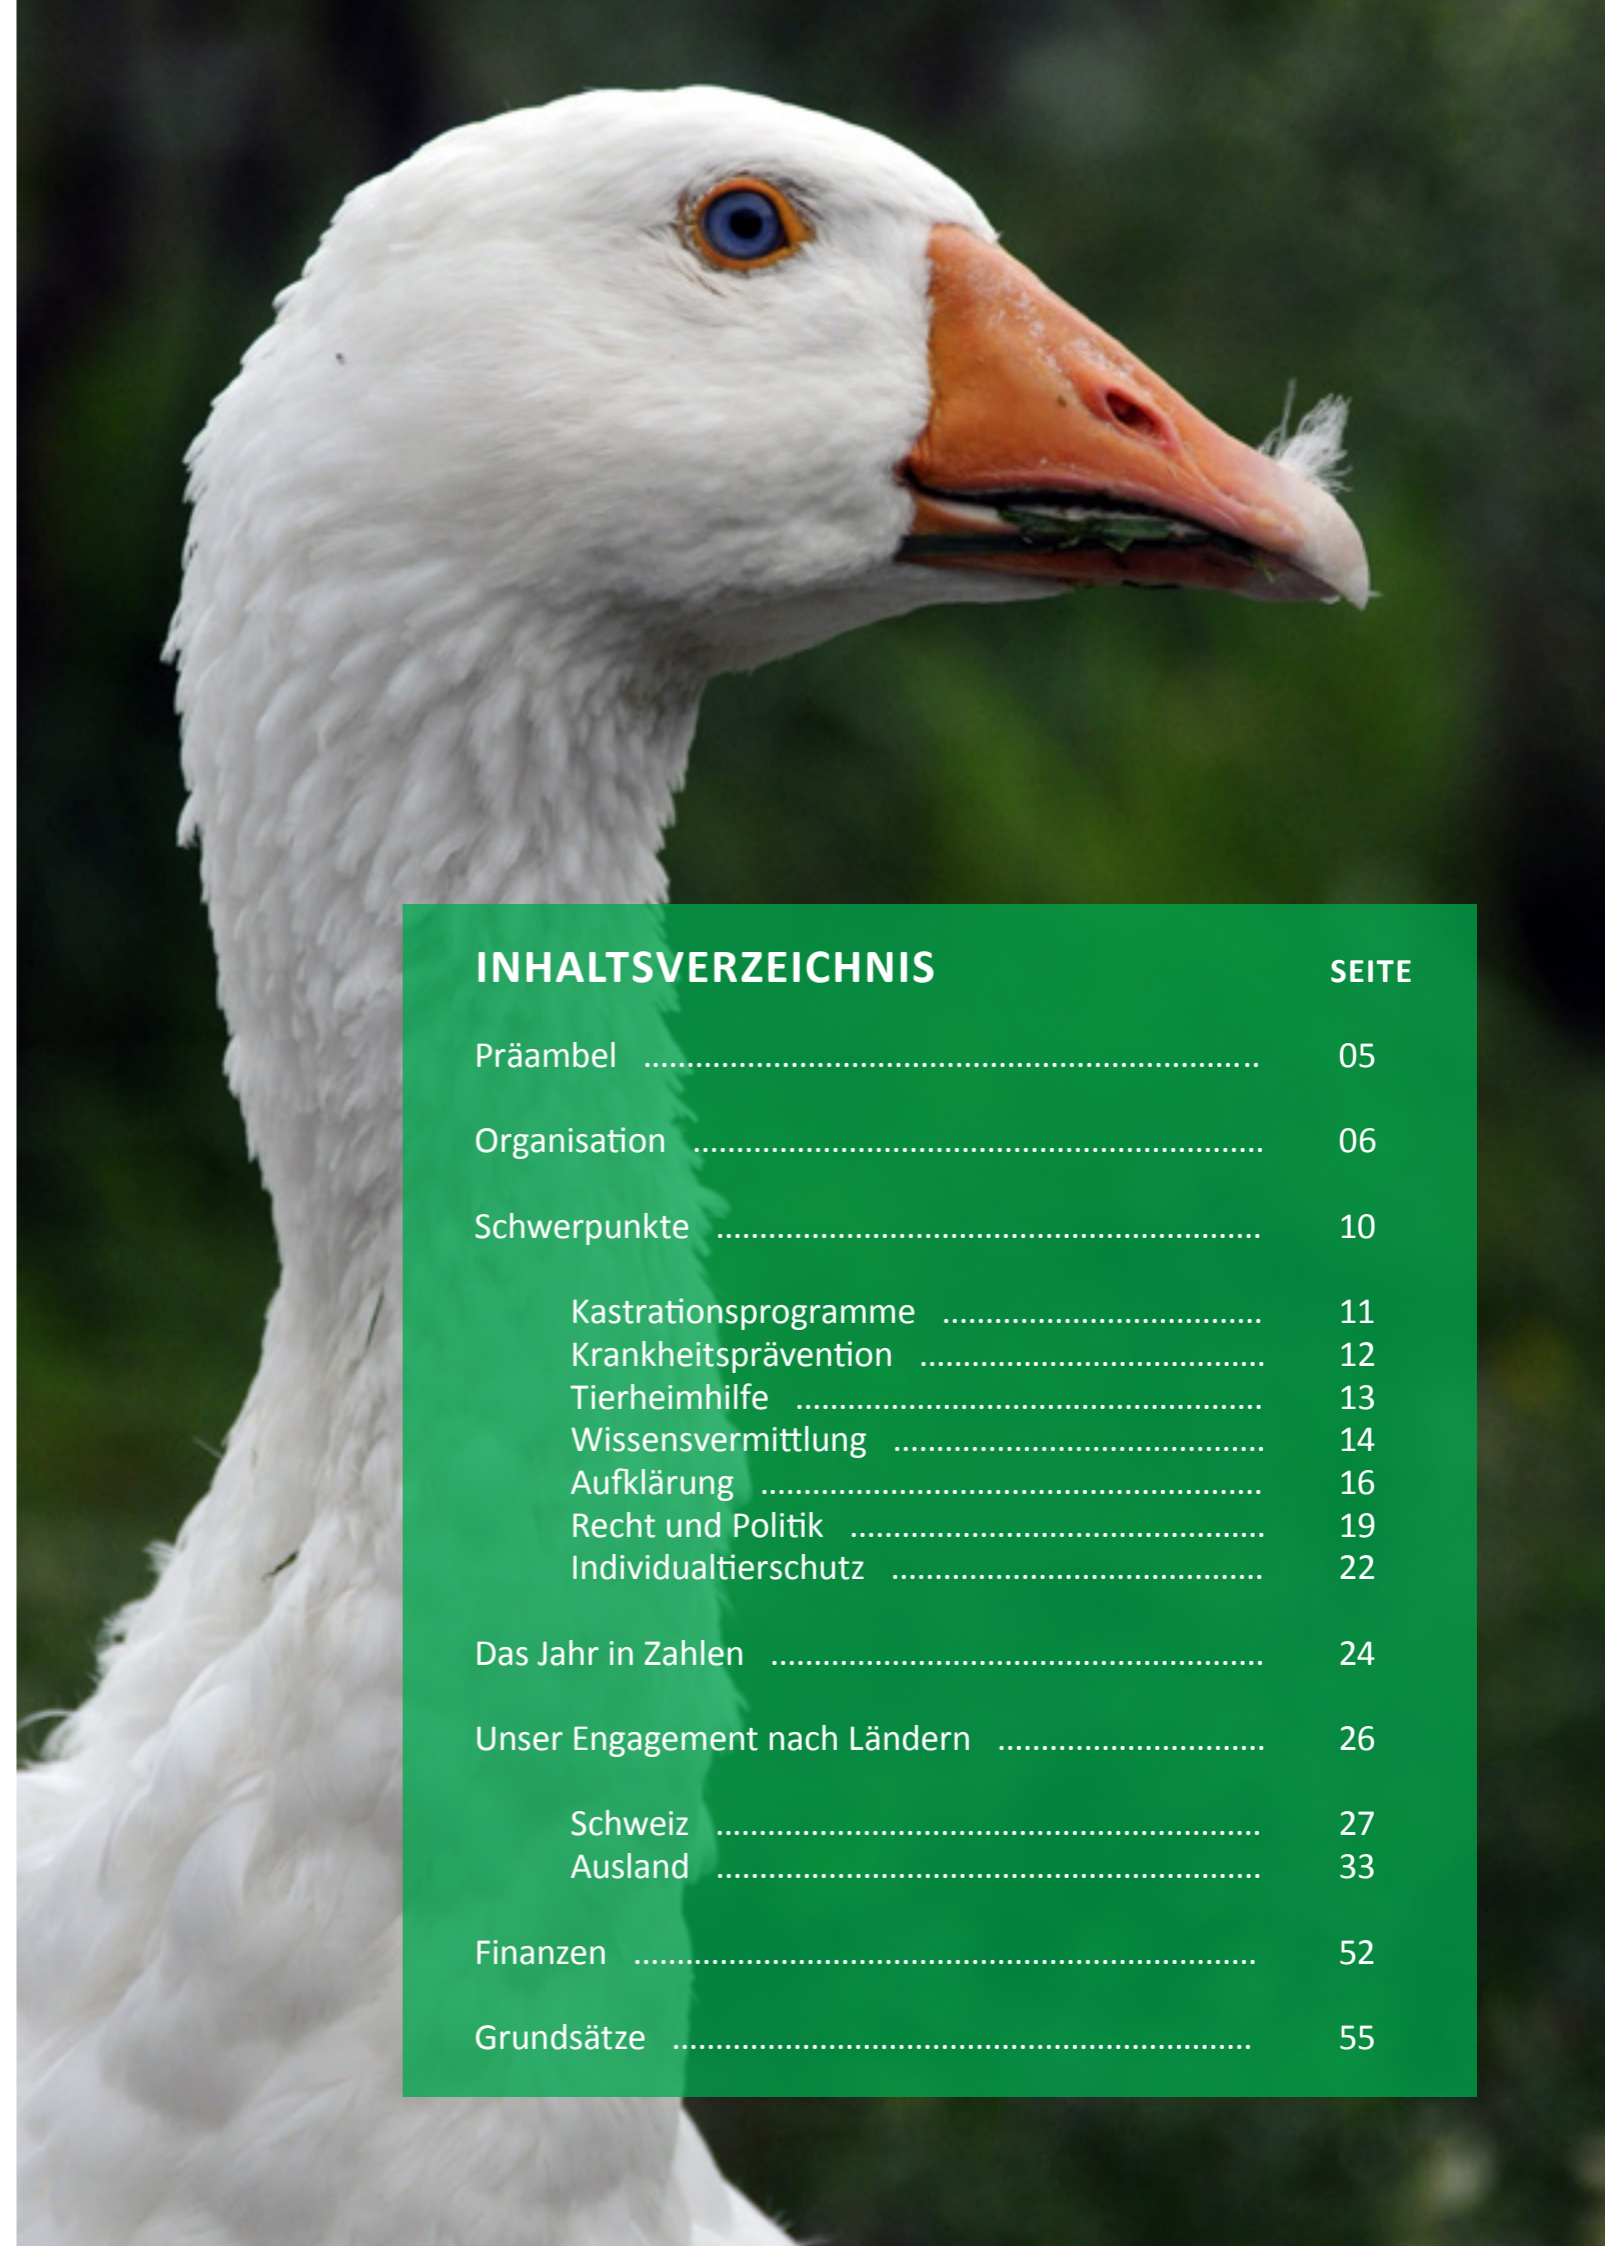 INHALTSVERZEICHNIS SEITE
Präambel ........................................................................ 05
Organisation ................................................................... 06
Schwerpunkte ................................................................ 10
Kastrationsprogramme ..................................... 11
Krankheitsprävention ........................................ 12
Tierheimhilfe ...................................................... 13
Wissensvermittlung ........................................... 14
Aufklärung .......................................................... 16
Recht und Politik ................................................ 19
Individualtierschutz ........................................... 22
Das Jahr in Zahlen ......................................................... 24
Unser Engagement nach Ländern ............................... 26
Schweiz ............................................................... 27
Ausland ............................................................... 33
Finanzen ........................................................................ 52
Grundsätze ................................................................... 55